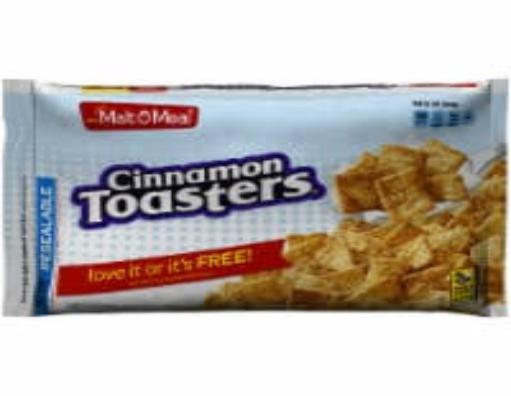 Malt-O-Meal
Cinnamon
Toasters
love it or it's FREE!
RESEALABLE